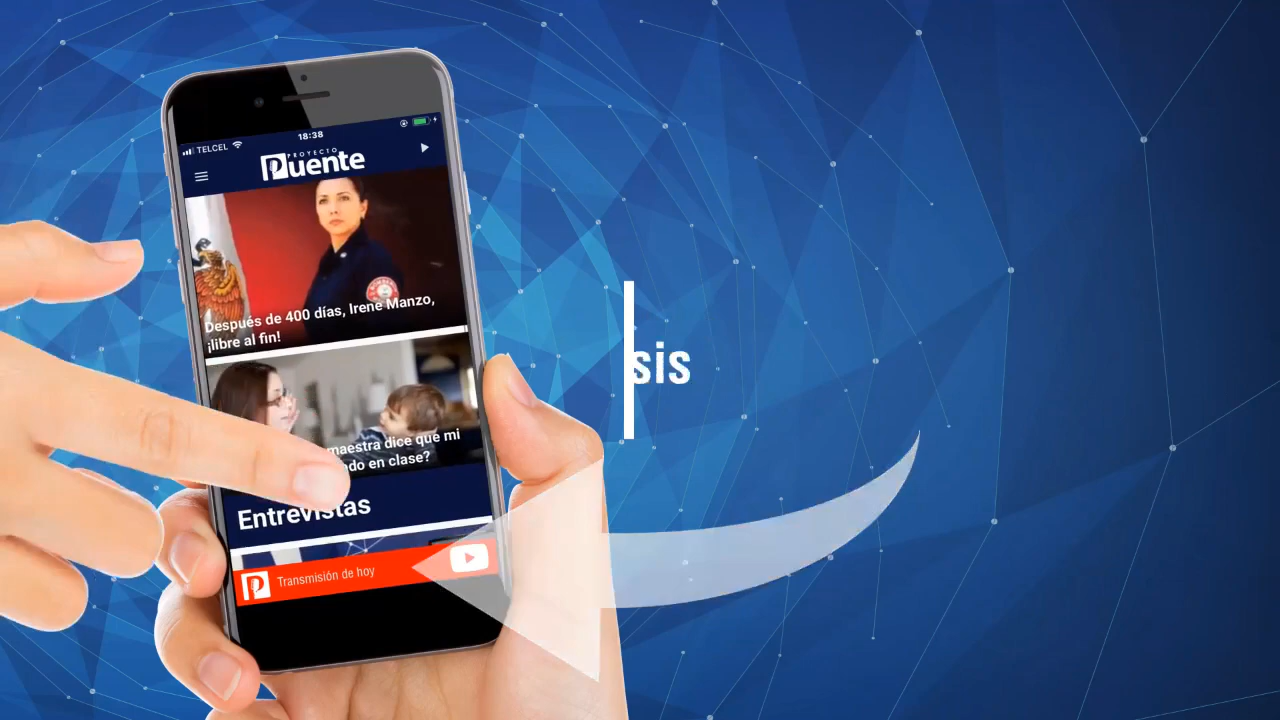 TELCEL
18:38
PROYECTO
Puente
Después de 400 días, Irene Manzo,
¡libre al fin!
maestra dice que mi
do en clase?
Entrevistas
Transmisión de hoy
sis